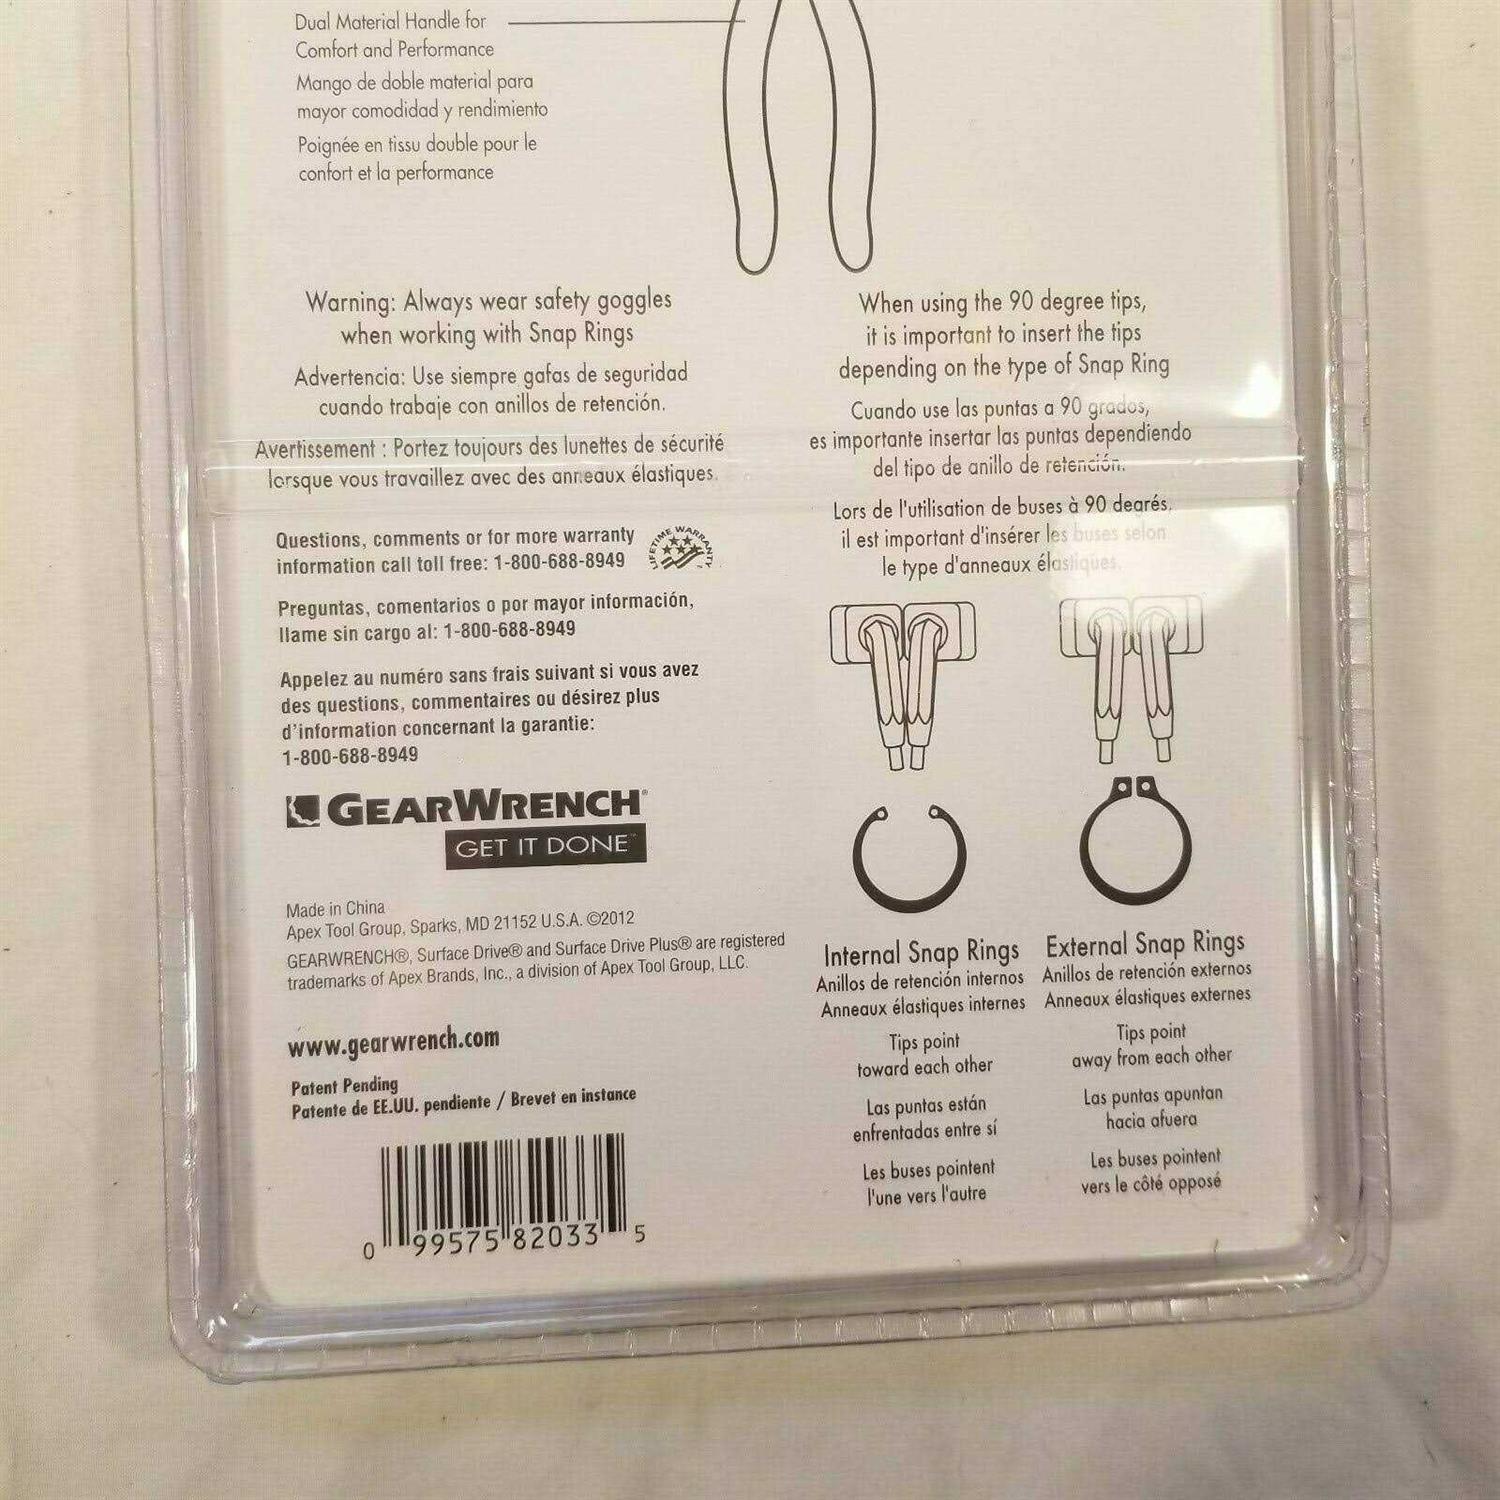 Dual Material Handle for
Comfort and Performance
Mango de doble material para
mayor comodidad y rendimiento
Poignée en tissu double pour le
confort et la performance
Warning: Always wear safety goggles
when working with Snap Rings
Advertencia: Use siempre gafas de seguridad
cuando trabaje con anillos de retención.
Avertissement : Portez toujours des lunettes de sécurité
lorsque vous travaillez avec des anneaux élastiques.
Questions, comments or for more warranty
information call toll free: 1-800-688-8949
LIFETIME WARRANTY
Preguntas, comentarios o por mayor información,
llame sin cargo al: 1-800-688-8949
Appelez au numéro sans frais suivant si vous avez
des questions, commentaires ou désirez plus
d'information concernant la garantie:
1-800-688-8949
GEARWRENCH®
GET IT DONE™
Made in China
Apex Tool Group, Sparks, MD 21152 U.S.A. ©2012
GEARWRENCH®, Surface Drive® and Surface Drive Plus® are registered
trademarks of Apex Brands, Inc., a division of Apex Tool Group, LLC.
www.gearwrench.com
Patent Pending
Patente de EE.UU. pendiente / Brevet en instance
0 99575 82033 5
When using the 90 degree tips,
it is important to insert the tips
depending on the type of Snap Ring
Cuando use las puntas a 90 grados,
es importante insertar las puntas dependiendo
del tipo de anillo de retención.
Lors de l'utilisation de buses à 90 degrés,
il est important d'insérer les buses selon
le type d'anneaux élastiques.
Internal Snap Rings
Anillos de retención internos
Anneaux élastiques internes
Tips point
toward each other
Las puntas están
enfrentadas entre sí
Les buses pointent
l'une vers l'autre
External Snap Rings
Anillos de retención externos
Anneaux élastiques externes
Tips point
away from each other
Las puntas apuntan
hacia afuera
Les buses pointent
vers le côté opposé